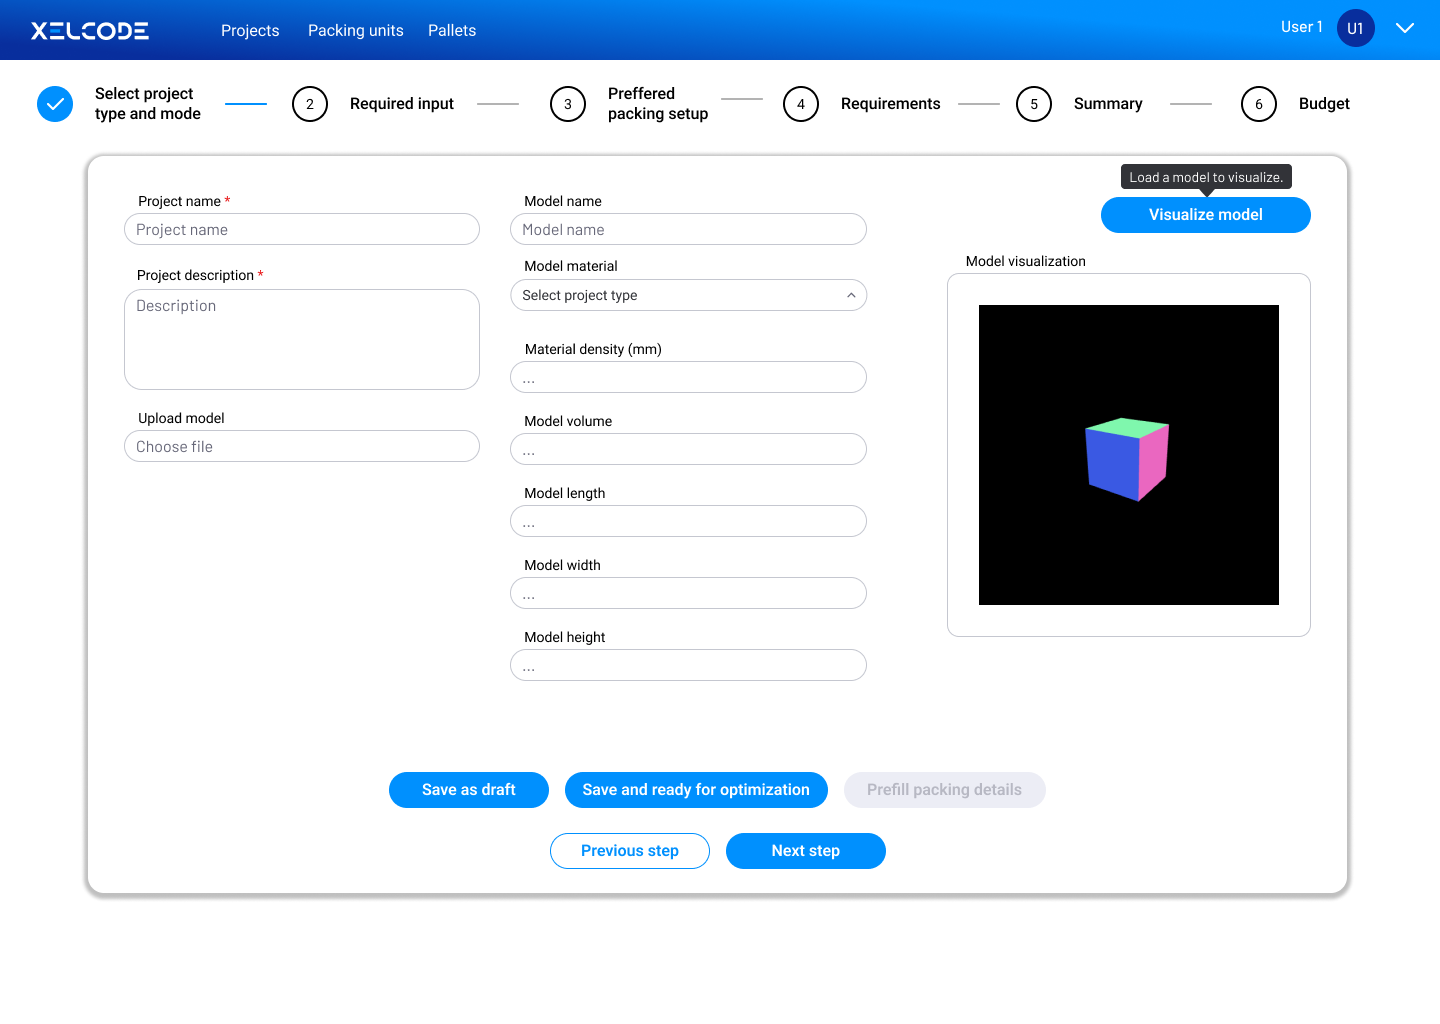 XELCODE
Projects
Packing units
Pallets
User 1
U1
Select project
type and mode
2
Required input
3
Preffered
packing setup
4
Requirements
5
Summary
6
Budget
Project name *
Project name
Project description *
Description
Upload model
Choose file
Model name
Model name
Model material
Select project type
Material density (mm)
...
Model volume
...
Model length
...
Model width
...
Model height
...
Load a model to visualize.
Visualize model
Model visualization
Save as draft
Save and ready for optimization
Prefill packing details
Previous step
Next step